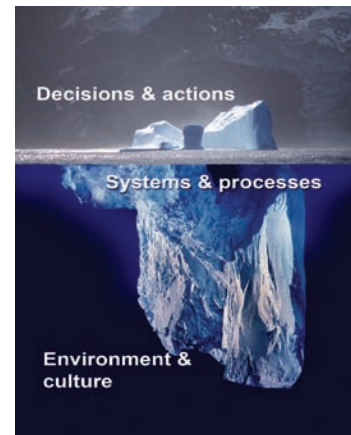 Decisions & actions
Systems & processes
Environment &
culture